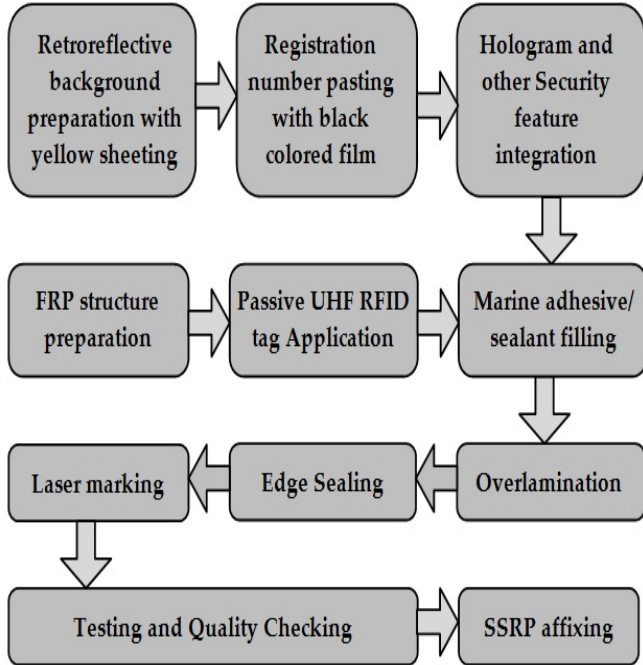 Retroreflective
background
preparation with
yellow sheeting
Registration
number pasting
with black
colored film
Hologram and
other Security
feature
integration
FRP structure
preparation
Passive UHF RFID
tag Application
Marine adhesive/
sealant filling
Laser marking
Edge Sealing
Overlamination
Testing and Quality Checking
SSRP affixing